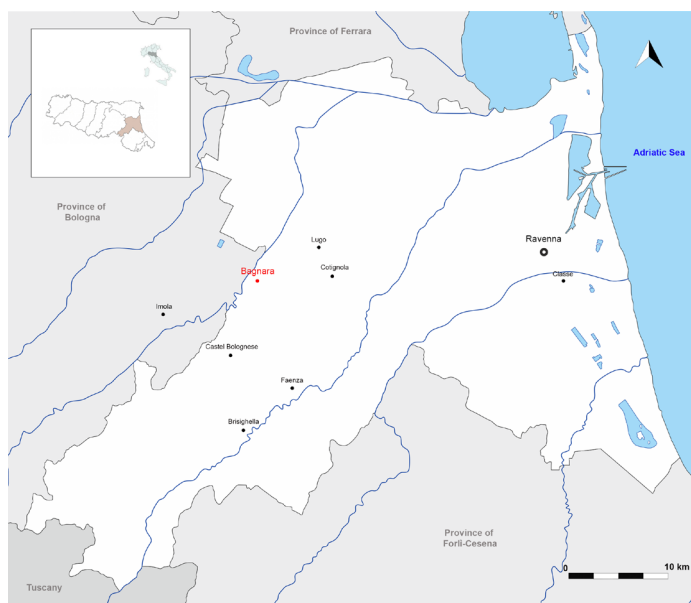 Province of Ferrara
Adriatic Sea
Province of
Bologna
Lugo
Ravenna
Bagnara
Cotignola
Classe
Imola
Castel Bolognese
Faenza
Brisighella
Province of
Forlì-Cesena
0
10 km
Tuscany